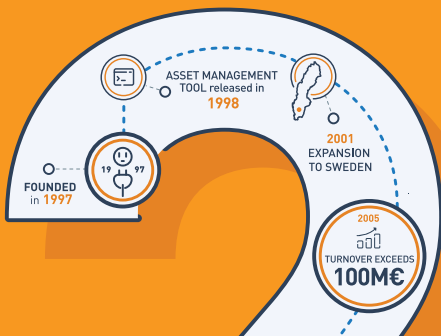 ASSET MANAGEMENT
TOOL released in
1998
19 97
FOUNDED
in 1997
2001
EXPANSION
TO SWEDEN
2005
TURNOVER EXCEEDS
100M€